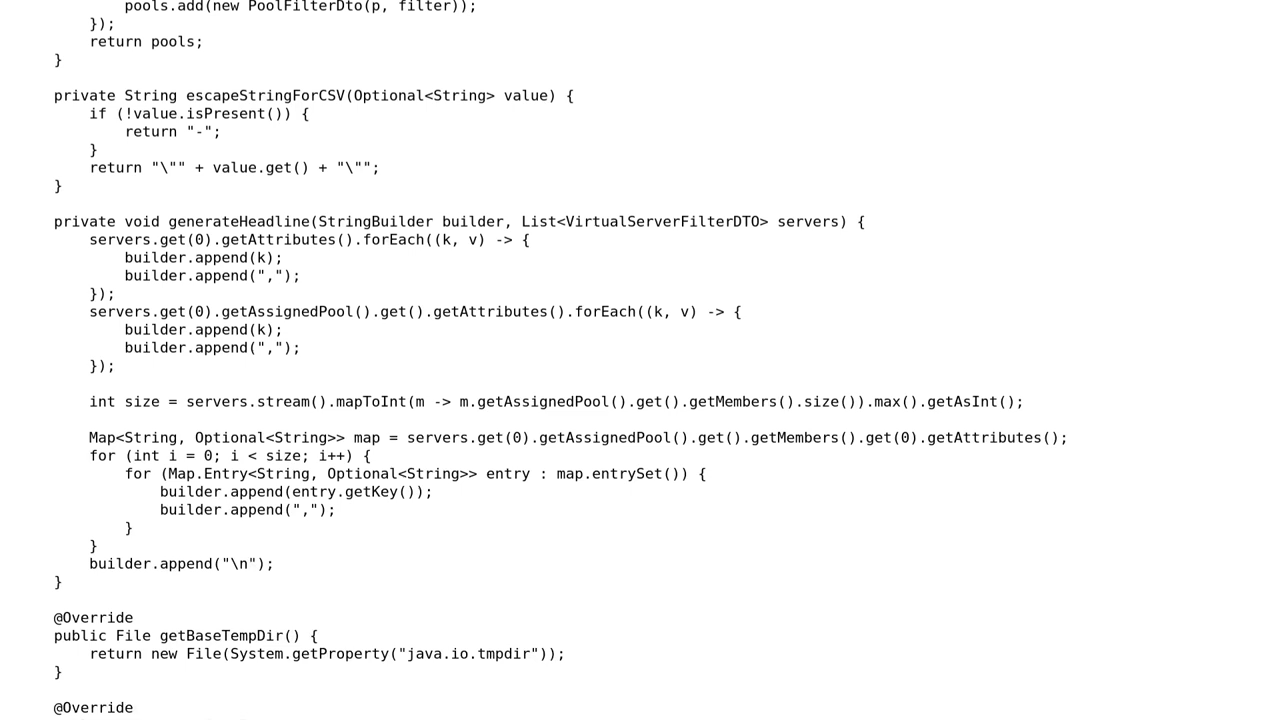 pools.add(new PoolFilterDto(p, filter));
        });
        return pools;
    }

    private String escapeStringForCSV(Optional<String> value) {
        if (!value.isPresent()) {
            return "-";
        }
        return "\"" + value.get() + "\"";
    }

    private void generateHeadline(StringBuilder builder, List<VirtualServerFilterDTO> servers) {
        servers.get(0).getAttributes().forEach((k, v) -> {
            builder.append(k);
            builder.append(",");
        });
        servers.get(0).getAssignedPool().get().getAttributes().forEach((k, v) -> {
            builder.append(k);
            builder.append(",");
        });

        int size = servers.stream().mapToInt(m -> m.getAssignedPool().get().getMembers().size()).max().getAsInt();

        Map<String, Optional<String>> map = servers.get(0).getAssignedPool().get().getMembers().get(0).getAttributes();
        for (int i = 0; i < size; i++) {
            for (Map.Entry<String, Optional<String>> entry : map.entrySet()) {
                builder.append(entry.getKey());
                builder.append(",");
            }
        }
        builder.append("\n");
    }

    @Override
    public File getBaseTempDir() {
        return new File(System.getProperty("java.io.tmpdir"));
    }

    @Override